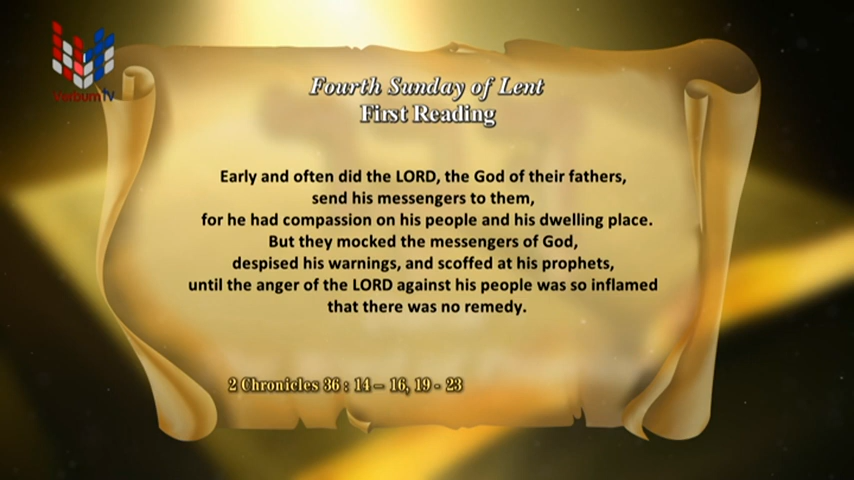 Verbum TV
Fourth Sunday of Lent
First Reading
Early and often did the LORD, the God of their fathers,
send his messengers to them,
for he had compassion on his people and his dwelling place.
But they mocked the messengers of God,
despised his warnings, and scoffed at his prophets,
until the anger of the LORD against his people was so inflamed
that there was no remedy.
2 Chronicles 36 : 14 – 16, 19 - 23